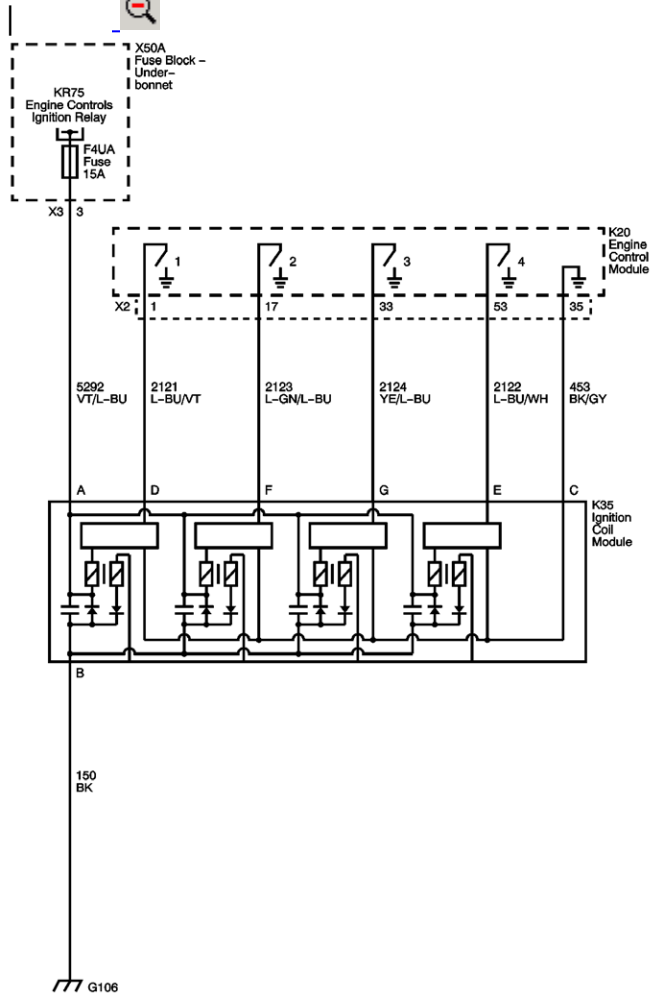 X50A
Fuse Block –
Under–
bonnet
KR75
Engine Controls
Ignition Relay
F4UA
Fuse
15A
X3 3
K20
Engine
Control
Module
1 2 3 4
X2 1 17 33 53 35
5292 2121 2123 2124 2122 453
VT/L–BU L–BU/VT L–GN/L–BU YE/L–BU L–BU/WH BK/GY
A D F G E C
K35
Ignition
Coil
Module
B
150
BK
G106